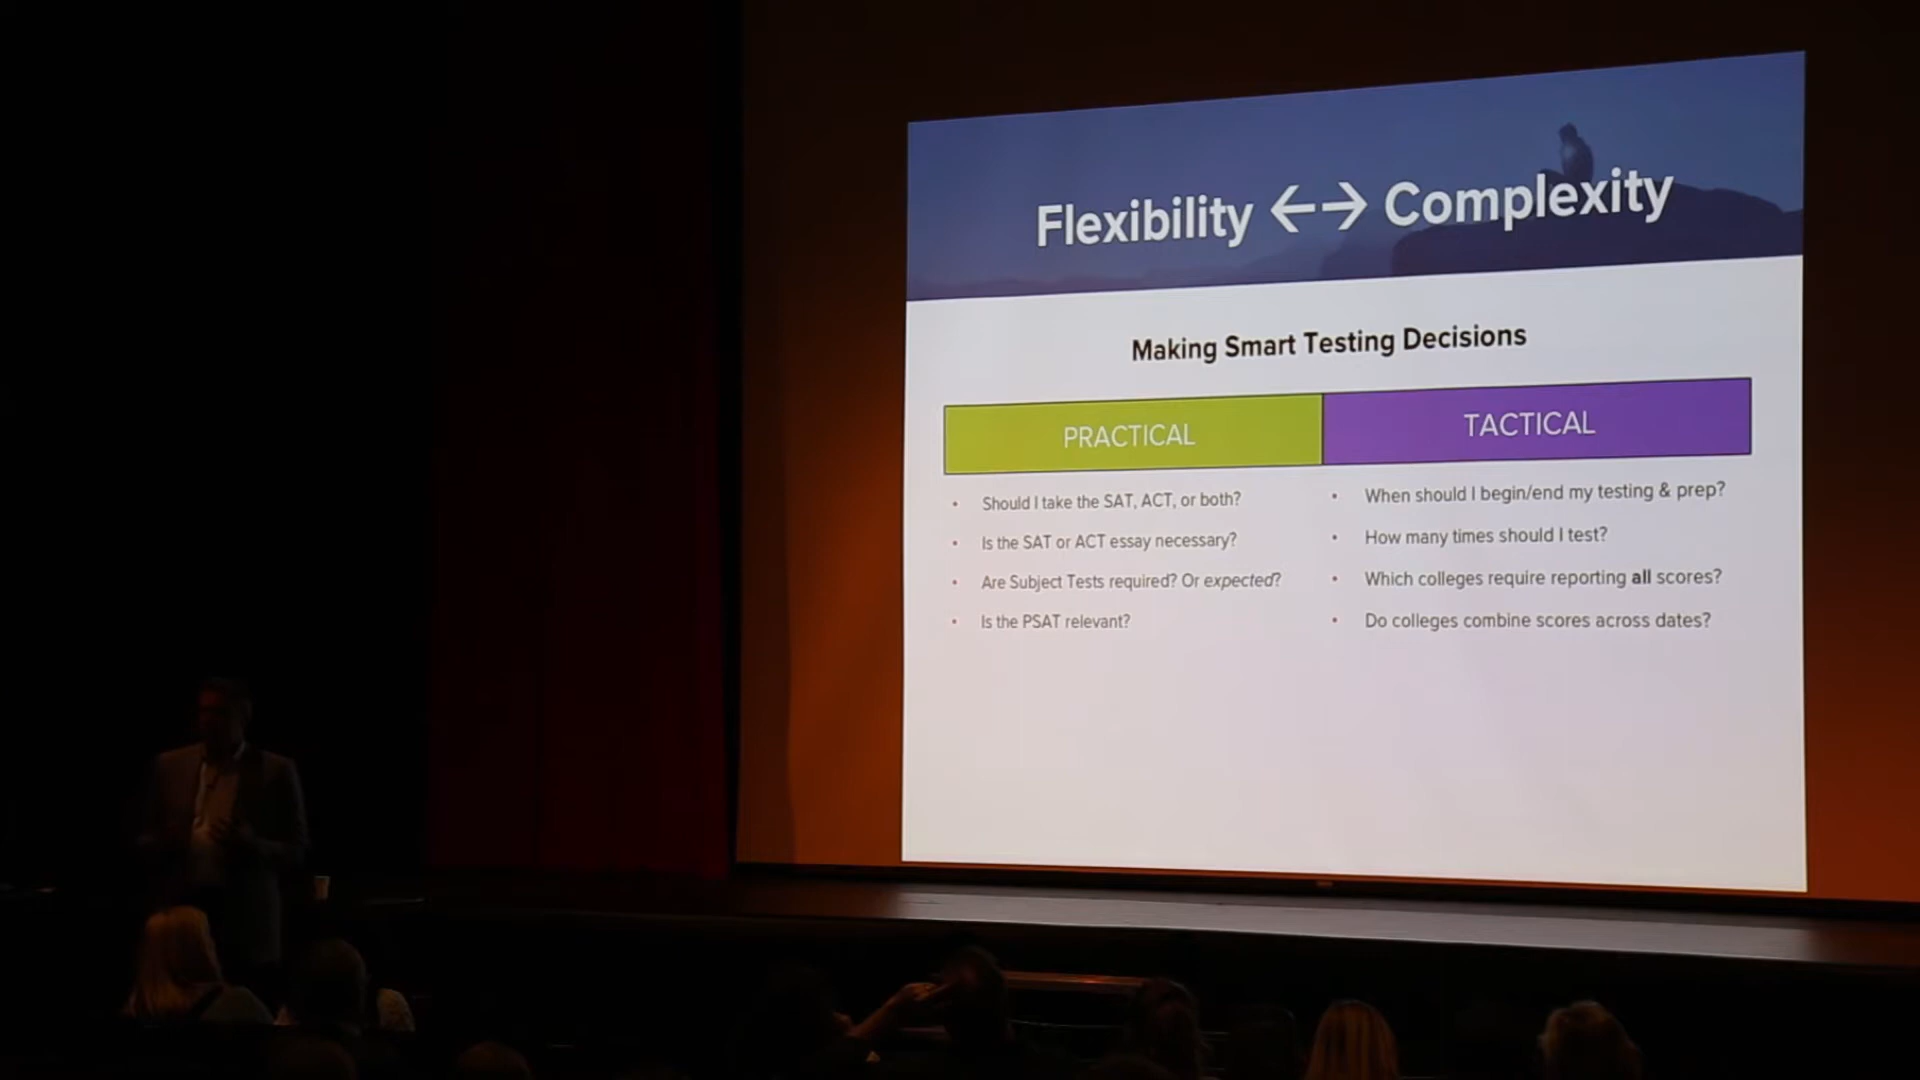 Flexibility ←→ Complexity
Making Smart Testing Decisions
PRACTICAL
• Should I take the SAT, ACT, or both?
• Is the SAT or ACT essay necessary?
• Are Subject Tests required? Or expected?
• Is the PSAT relevant?
TACTICAL
• When should I begin/end my testing & prep?
• How many times should I test?
• Which colleges require reporting all scores?
• Do colleges combine scores across dates?